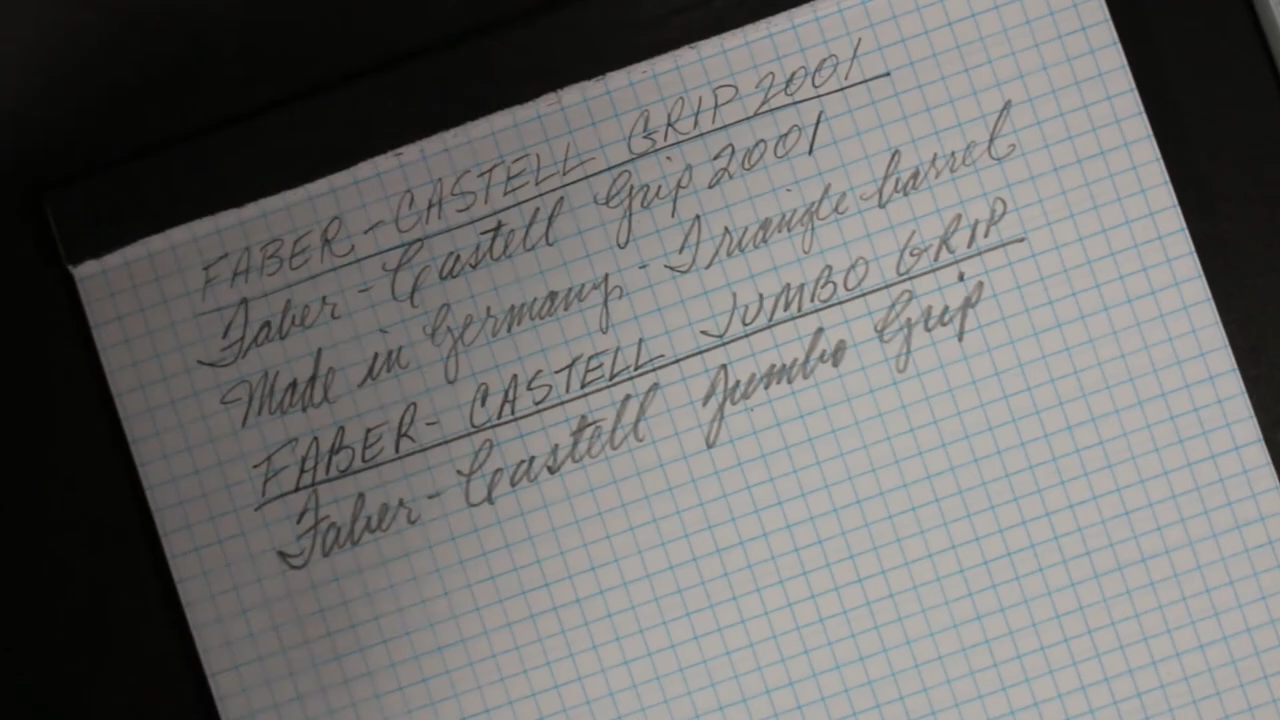 FABER-CASTELL GRIP 2001
Faber-Castell Grip 2001
Made in Germany - Triangle barrel
FABER-CASTELL JUMBO GRIP
Faber-Castell Jumbo Grip